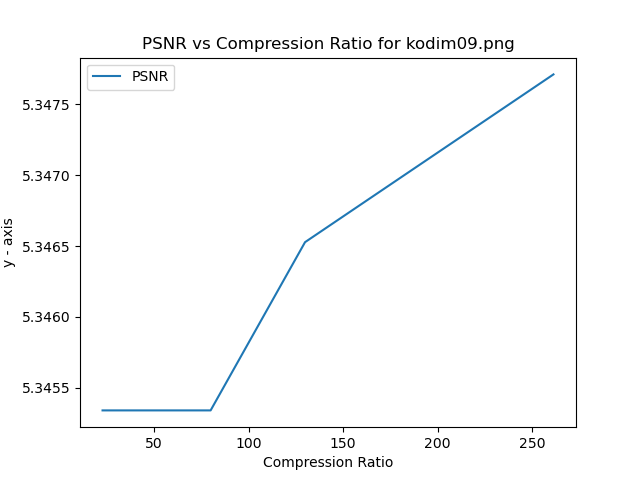 PSNR vs Compression Ratio for kodim09.png
PSNR
5.3475
5.3470
5.3465
5.3460
5.3455
y - axis
50 100 150 200 250
Compression Ratio